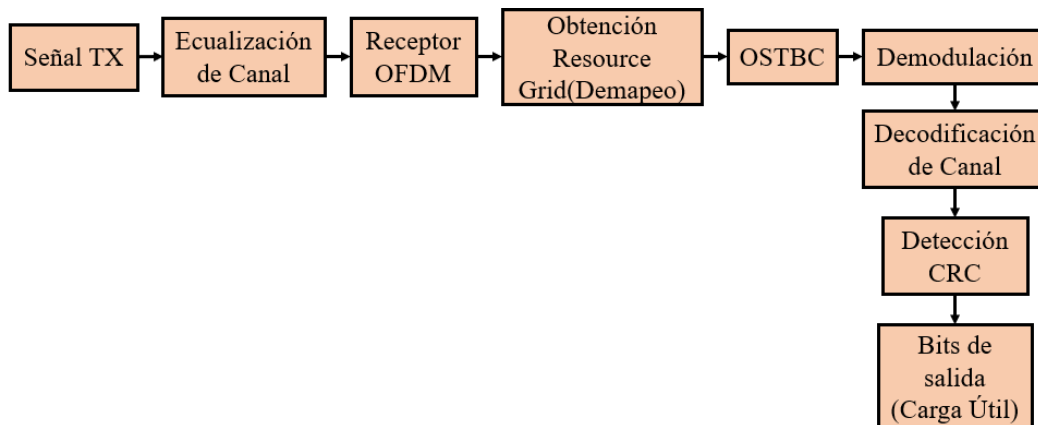 Señal TX
Ecualización
de Canal
Receptor
OFDM
Obtención
Resource
Grid(Demapeo)
OSTBC
Demodulación
Decodificación
de Canal
Detección
CRC
Bits de
salida
(Carga Útil)